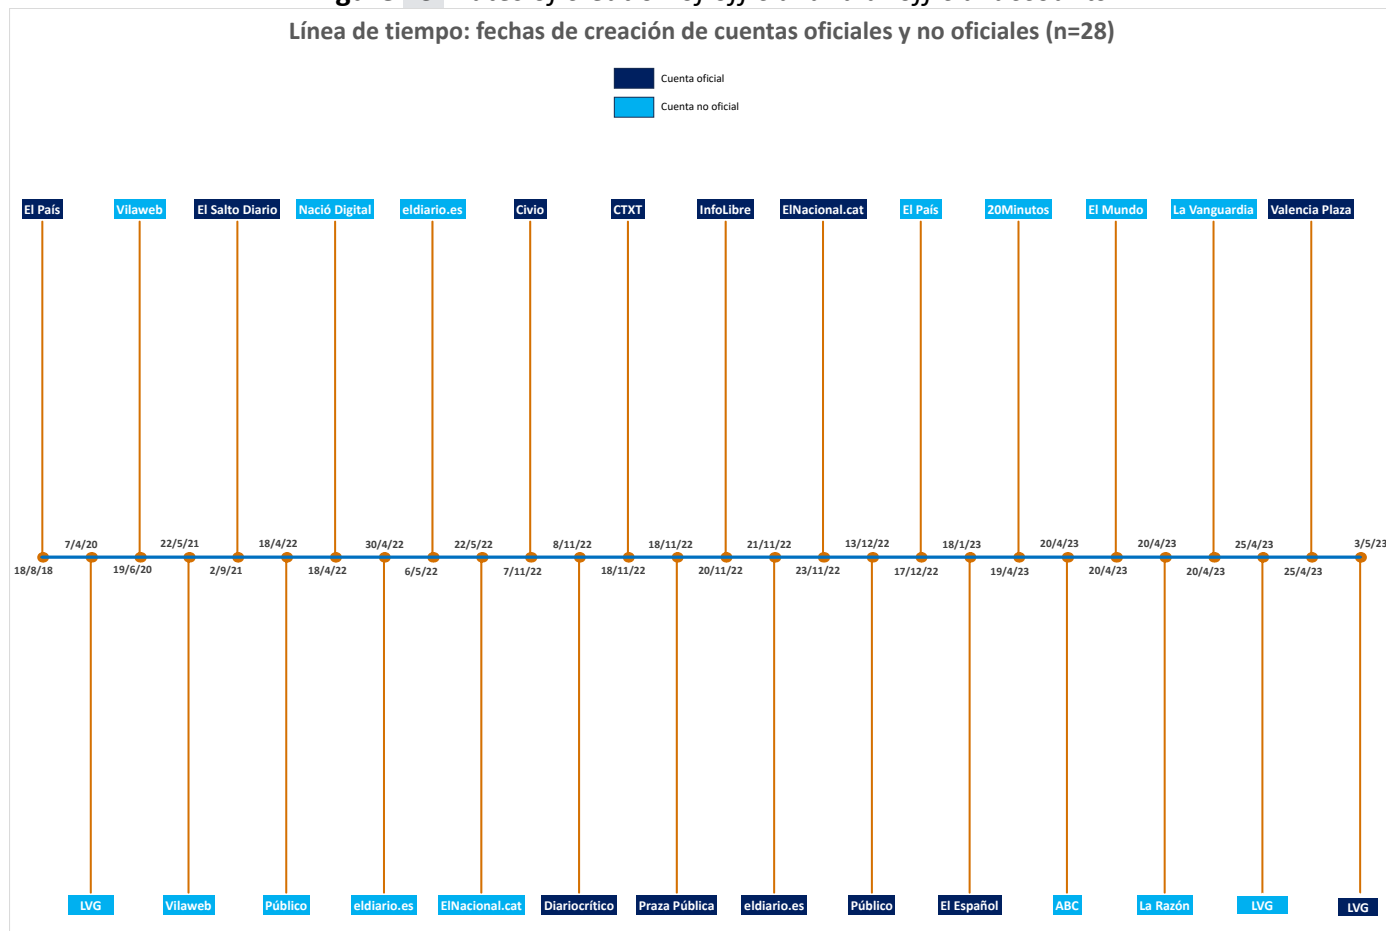 Línea de tiempo: fechas de creación de cuentas oficiales y no oficiales (n=28)
Cuenta oficial
Cuenta no oficial
El País Vilaweb El Salto Diario Nació Digital eldiario.es Civio CTXT InfoLibre ElNacional.cat El País 20Minutos El Mundo La Vanguardia Valencia Plaza
7/4/20 22/5/21 18/4/22 30/4/22 22/5/22 8/11/22 18/11/22 21/11/22 13/12/22 18/1/23 20/4/23 20/4/23 25/4/23 3/5/23
18/8/18 19/6/20 2/9/21 18/4/22 6/5/22 7/11/22 18/11/22 20/11/22 23/11/22 17/12/22 19/4/23 20/4/23 20/4/23 25/4/23
LVG Vilaweb Público eldiario.es ElNacional.cat Diariocrítico Praza Pública eldiario.es Público El Español ABC La Razón LVG LVG